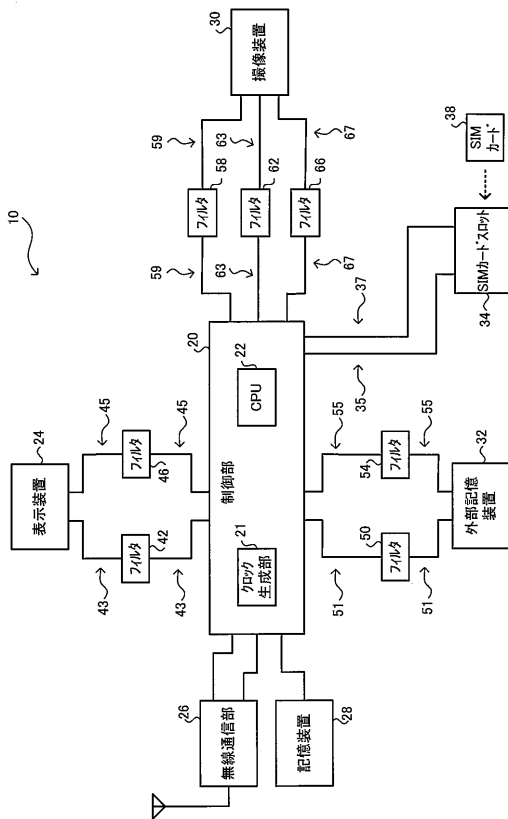 10
24
表示装置
43
45
フィルタ
42
フィルタ
46
43
45
26
無線通信部
28
記憶装置
20
制御部
クロック
生成部
21
CPU
22
59
フィルタ
58
59
63
フィルタ
62
63
67
フィルタ
66
67
30
撮像装置
51
フィルタ
50
51
55
フィルタ
54
55
32
外部記憶
装置
35
37
34
SIMカードスロット
38
SIM
カード